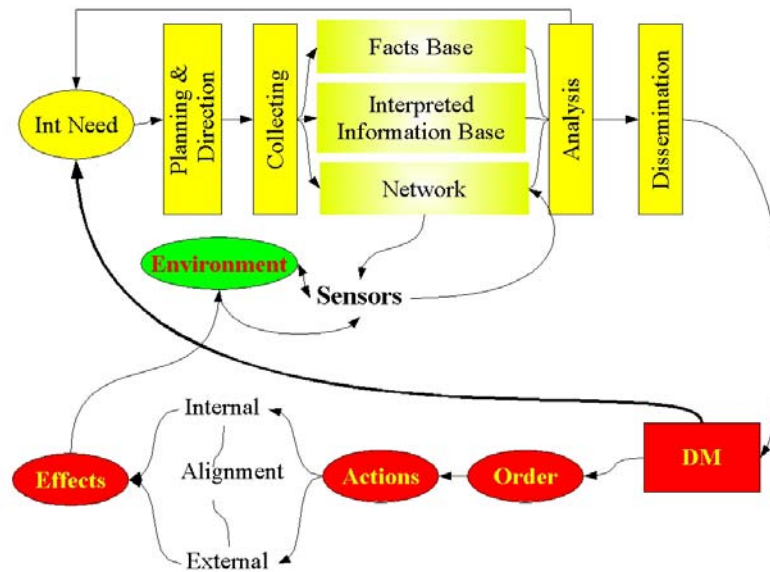 Facts Base
Int Need
Planning &
Direction
Collecting
Interpreted
Information Base
Analysis
Dissemination
Network
Environment
Sensors
Internal
Effects
Alignment
Actions
Order
DM
External